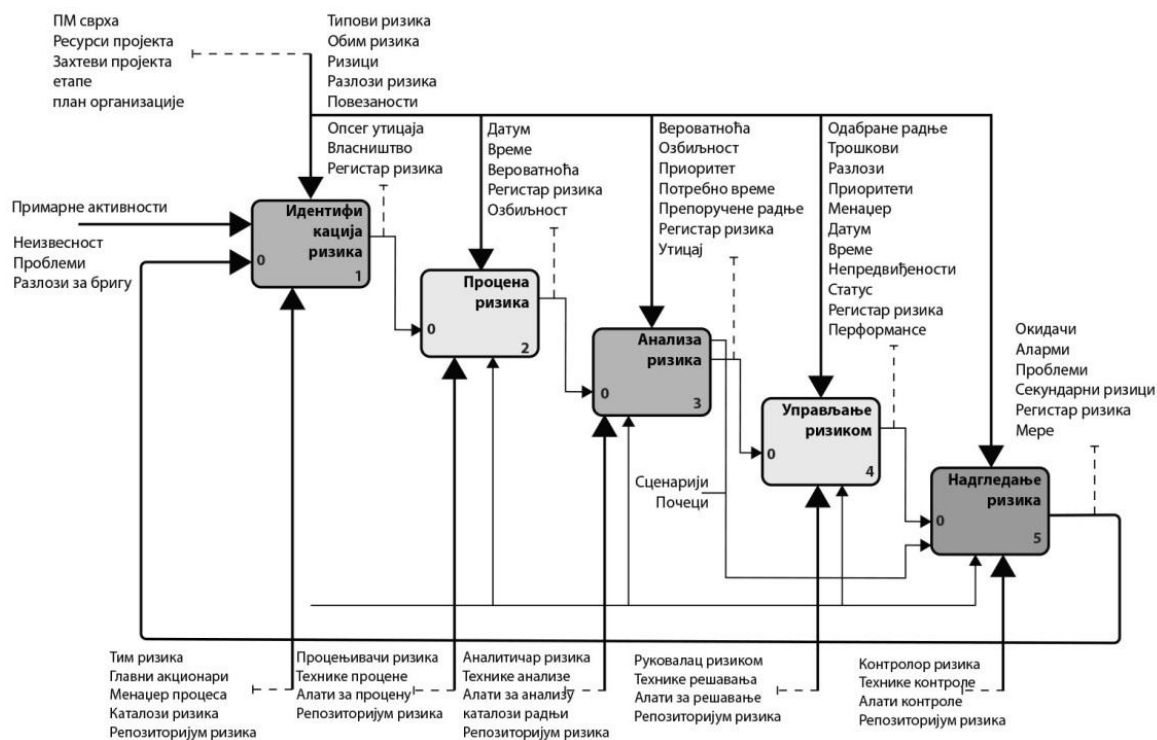 ПМ сврха
Ресурси пројекта
Захтеви пројекта
етапе
план организације
Типови ризика
Обим ризика
Ризици
Разлози ризика
Повезаности
Опсег утицаја
Власништво
Регистар ризика
Датум
Време
Вероватноћа
Регистар ризика
Озбиљност
Вероватноћа
Озбиљност
Приоритет
Потребно време
Препоручене радње
Регистар ризика
Утицај
Одабране радње
Трошкови
Разлози
Приоритети
Менаџер
Датум
Време
Непредвиђености
Статус
Регистар ризика
Перформансе
Окидачи
Аларми
Проблеми
Секундарни ризици
Регистар ризика
Мере
Примарне активности
Неизвесност
Проблеми
Разлози за бригу
Идентифи
кација
ризика
0
1
Процена
ризика
0
2
Анализа
ризика
0
3
Управљање
ризиком
0
4
Надгледање
ризика
0
5
Сценарији
Почеци
Тим ризика
Главни акционари
Менаџер процеса
Каталози ризика
Репозиторијум ризика
Процењивачи ризика
Технике процене
Алати за процену
Репозиторијум ризика
Аналитичар ризика
Технике анализе
Алати за анализу
каталози радњи
Репозиторијум ризика
Руковалац ризиком
Технике решавања
Алати за решавање
Репозиторијум ризика
Контролор ризика
Технике контроле
Алати контроле
Репозиторијум ризика